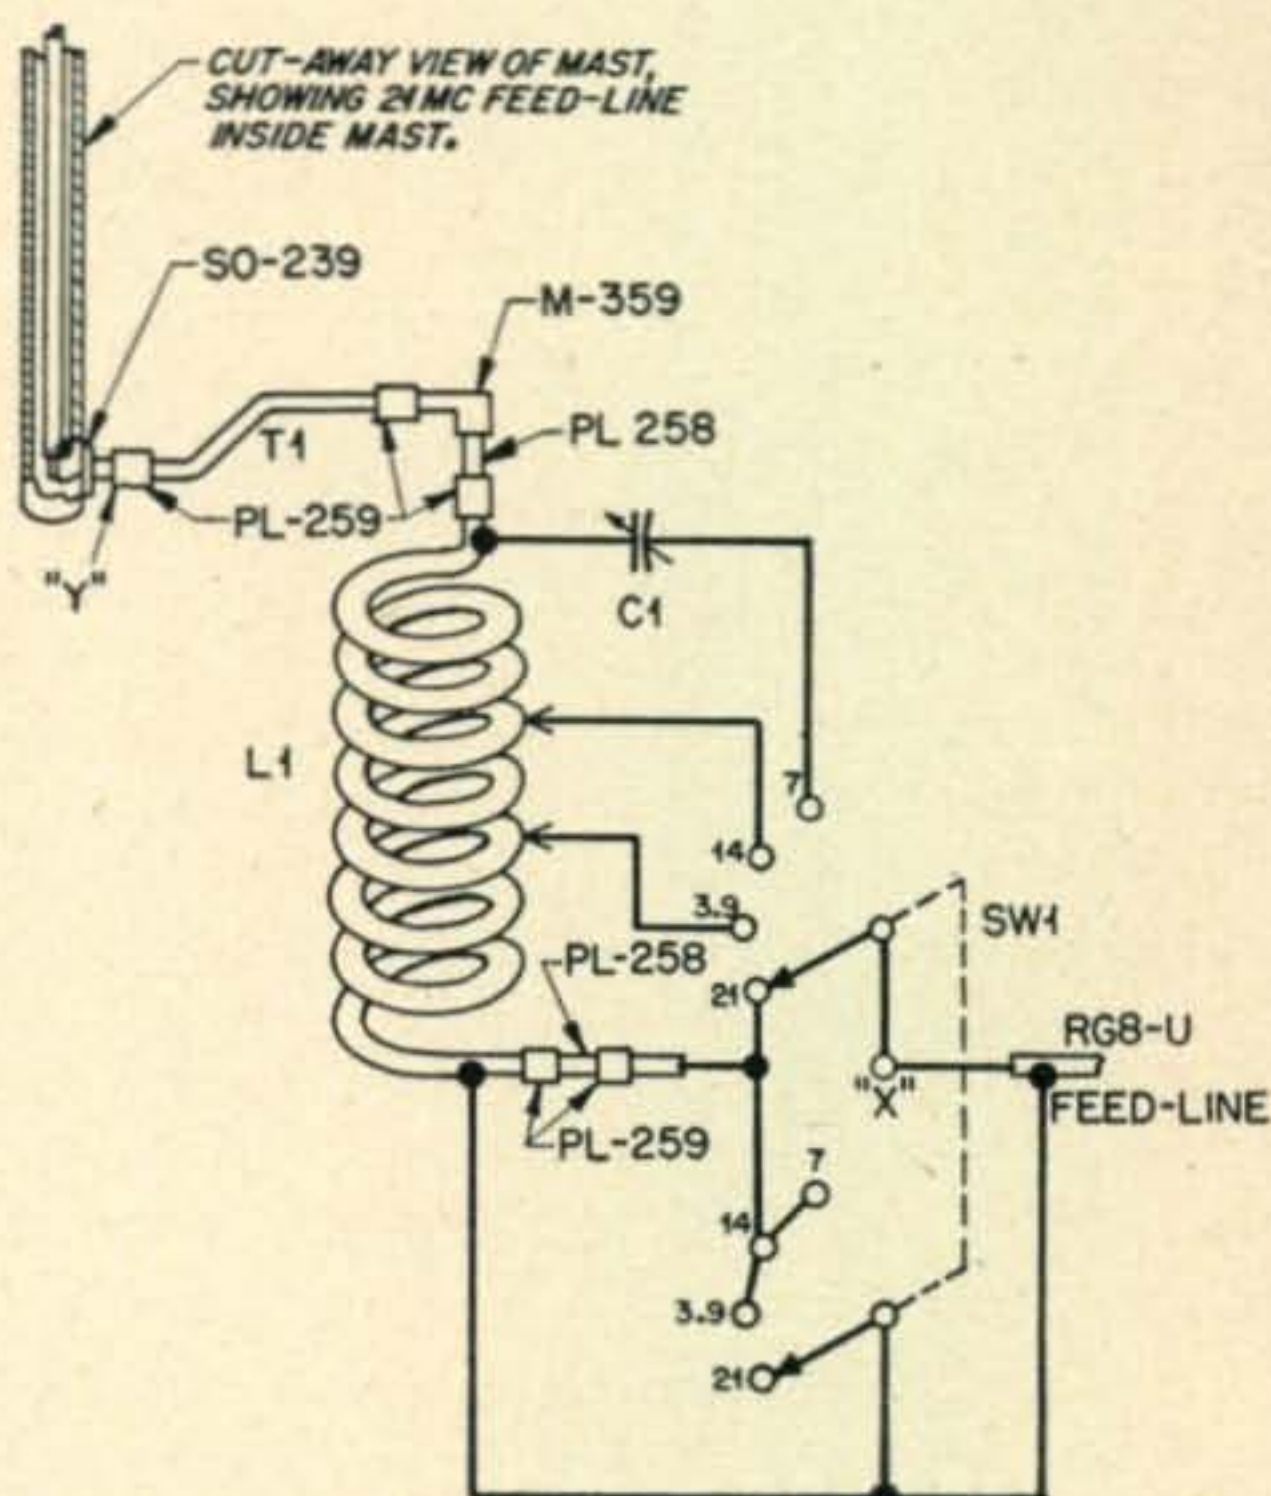 CUT-AWAY VIEW OF MAST,
SHOWING 21MC FEED-LINE
INSIDE MAST.
SO-239
M-359
T1
PL 258
PL-259
"Y"
C1
L1
7
14
3.9
SW1
PL-258
21
RG8-U
"X"
FEED-LINE
PL-259
7
14
3.9
21